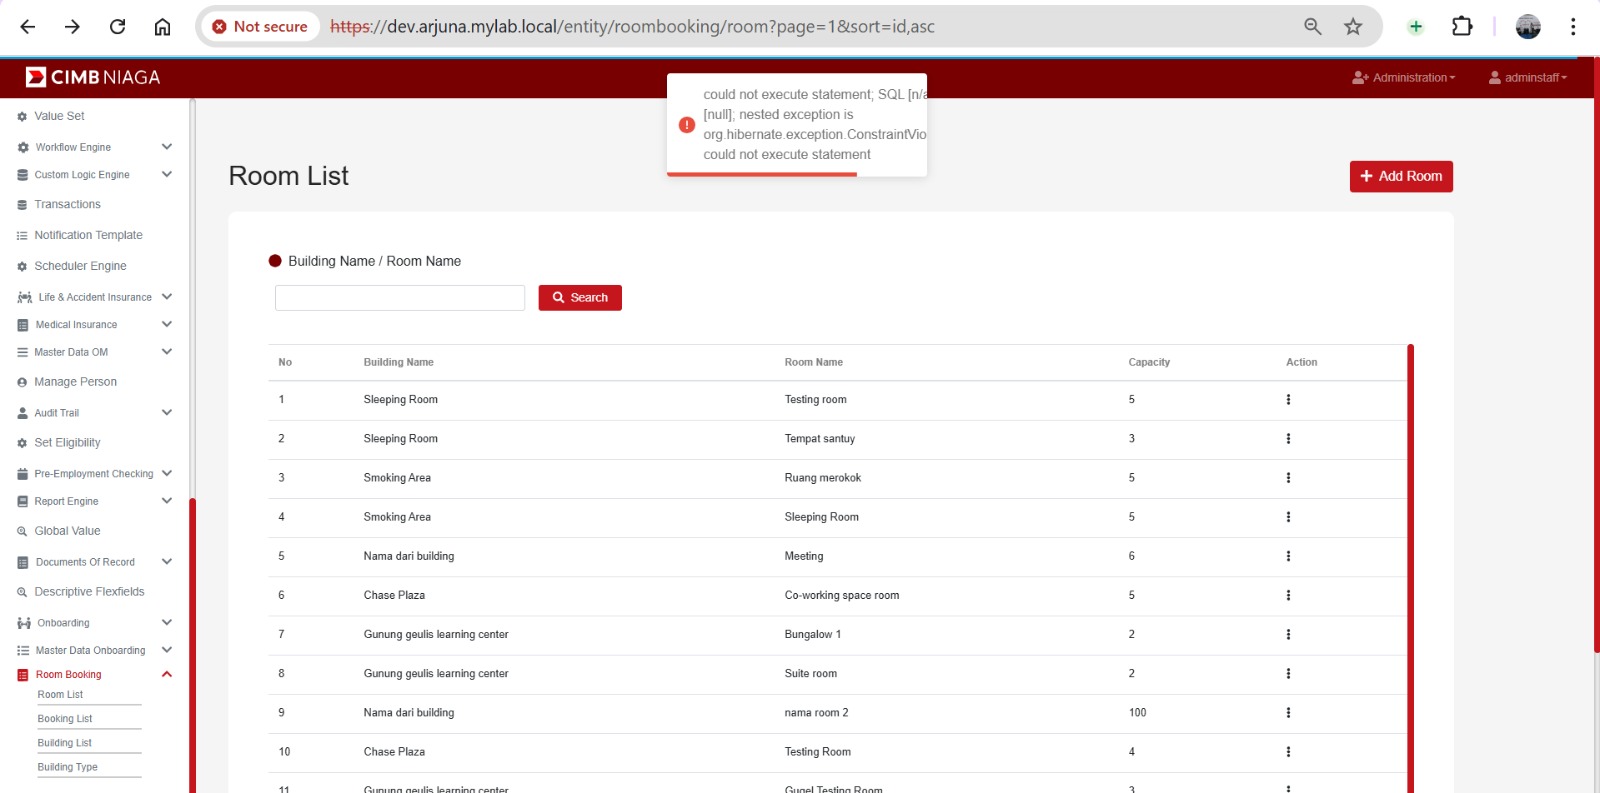 Not secure
https://dev.arjuna.mylab.local/entity/roombooking/room?page=1&sort=id,asc
CIMB NIAGA
Administration
adminstaff
could not execute statement; SQL [n/a
[null]; nested exception is
org.hibernate.exception.ConstraintVio
could not execute statement
Value Set
Workflow Engine
Custom Logic Engine
Transactions
Notification Template
Scheduler Engine
Life & Accident Insurance
Medical Insurance
Master Data OM
Manage Person
Audit Trail
Set Eligibility
Pre-Employment Checking
Report Engine
Global Value
Documents Of Record
Descriptive Flexfields
Onboarding
Master Data Onboarding
Room Booking
Room List
Booking List
Building List
Building Type
Room List
+ Add Room
Building Name / Room Name
Search
No Building Name Room Name Capacity Action
1 Sleeping Room Testing room 5
2 Sleeping Room Tempat santuy 3
3 Smoking Area Ruang merokok 5
4 Smoking Area Sleeping Room 5
5 Nama dari building Meeting 6
6 Chase Plaza Co-working space room 5
7 Gunung geulis learning center Bungalow 1 2
8 Gunung geulis learning center Suite room 2
9 Nama dari building nama room 2 100
10 Chase Plaza Testing Room 4
11 Gunung geulis learning center Gugel Testing Room 3